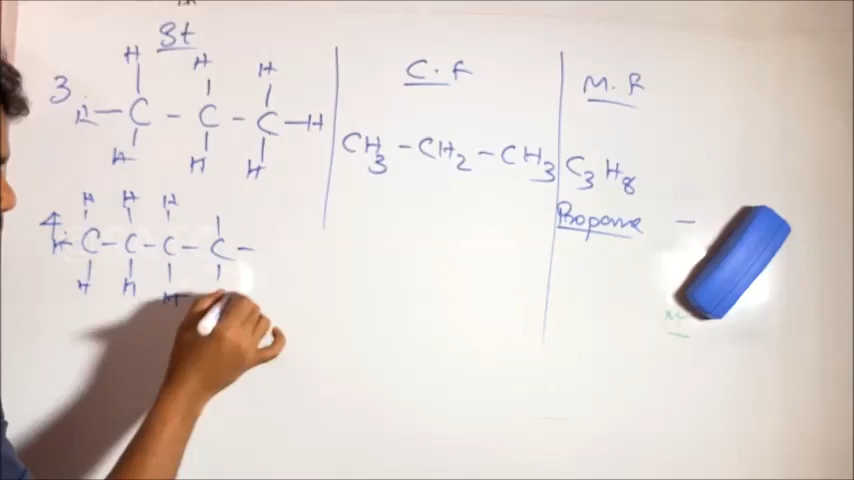 St
C.F
M.F
3
H H H
H-C-C-C-H
H H H
CH3-CH2-CH3
C3H8
Propane -
4
H H H
H-C-C-C-C-
H H H